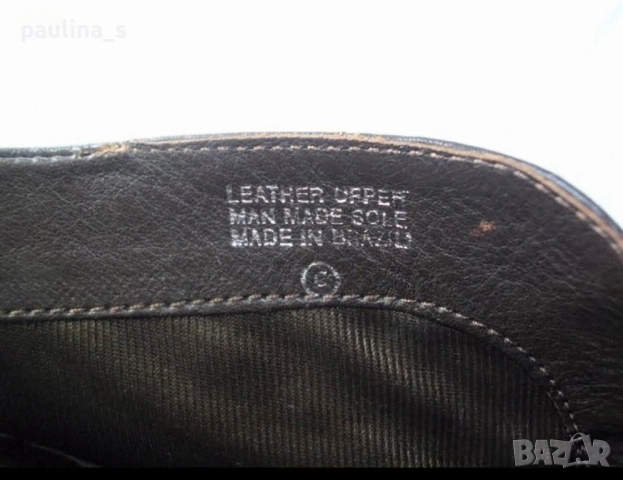 paulina_s
LEATHER UPPER
MAN MADE SOLE
MADE IN BRAZIL
BAZAR